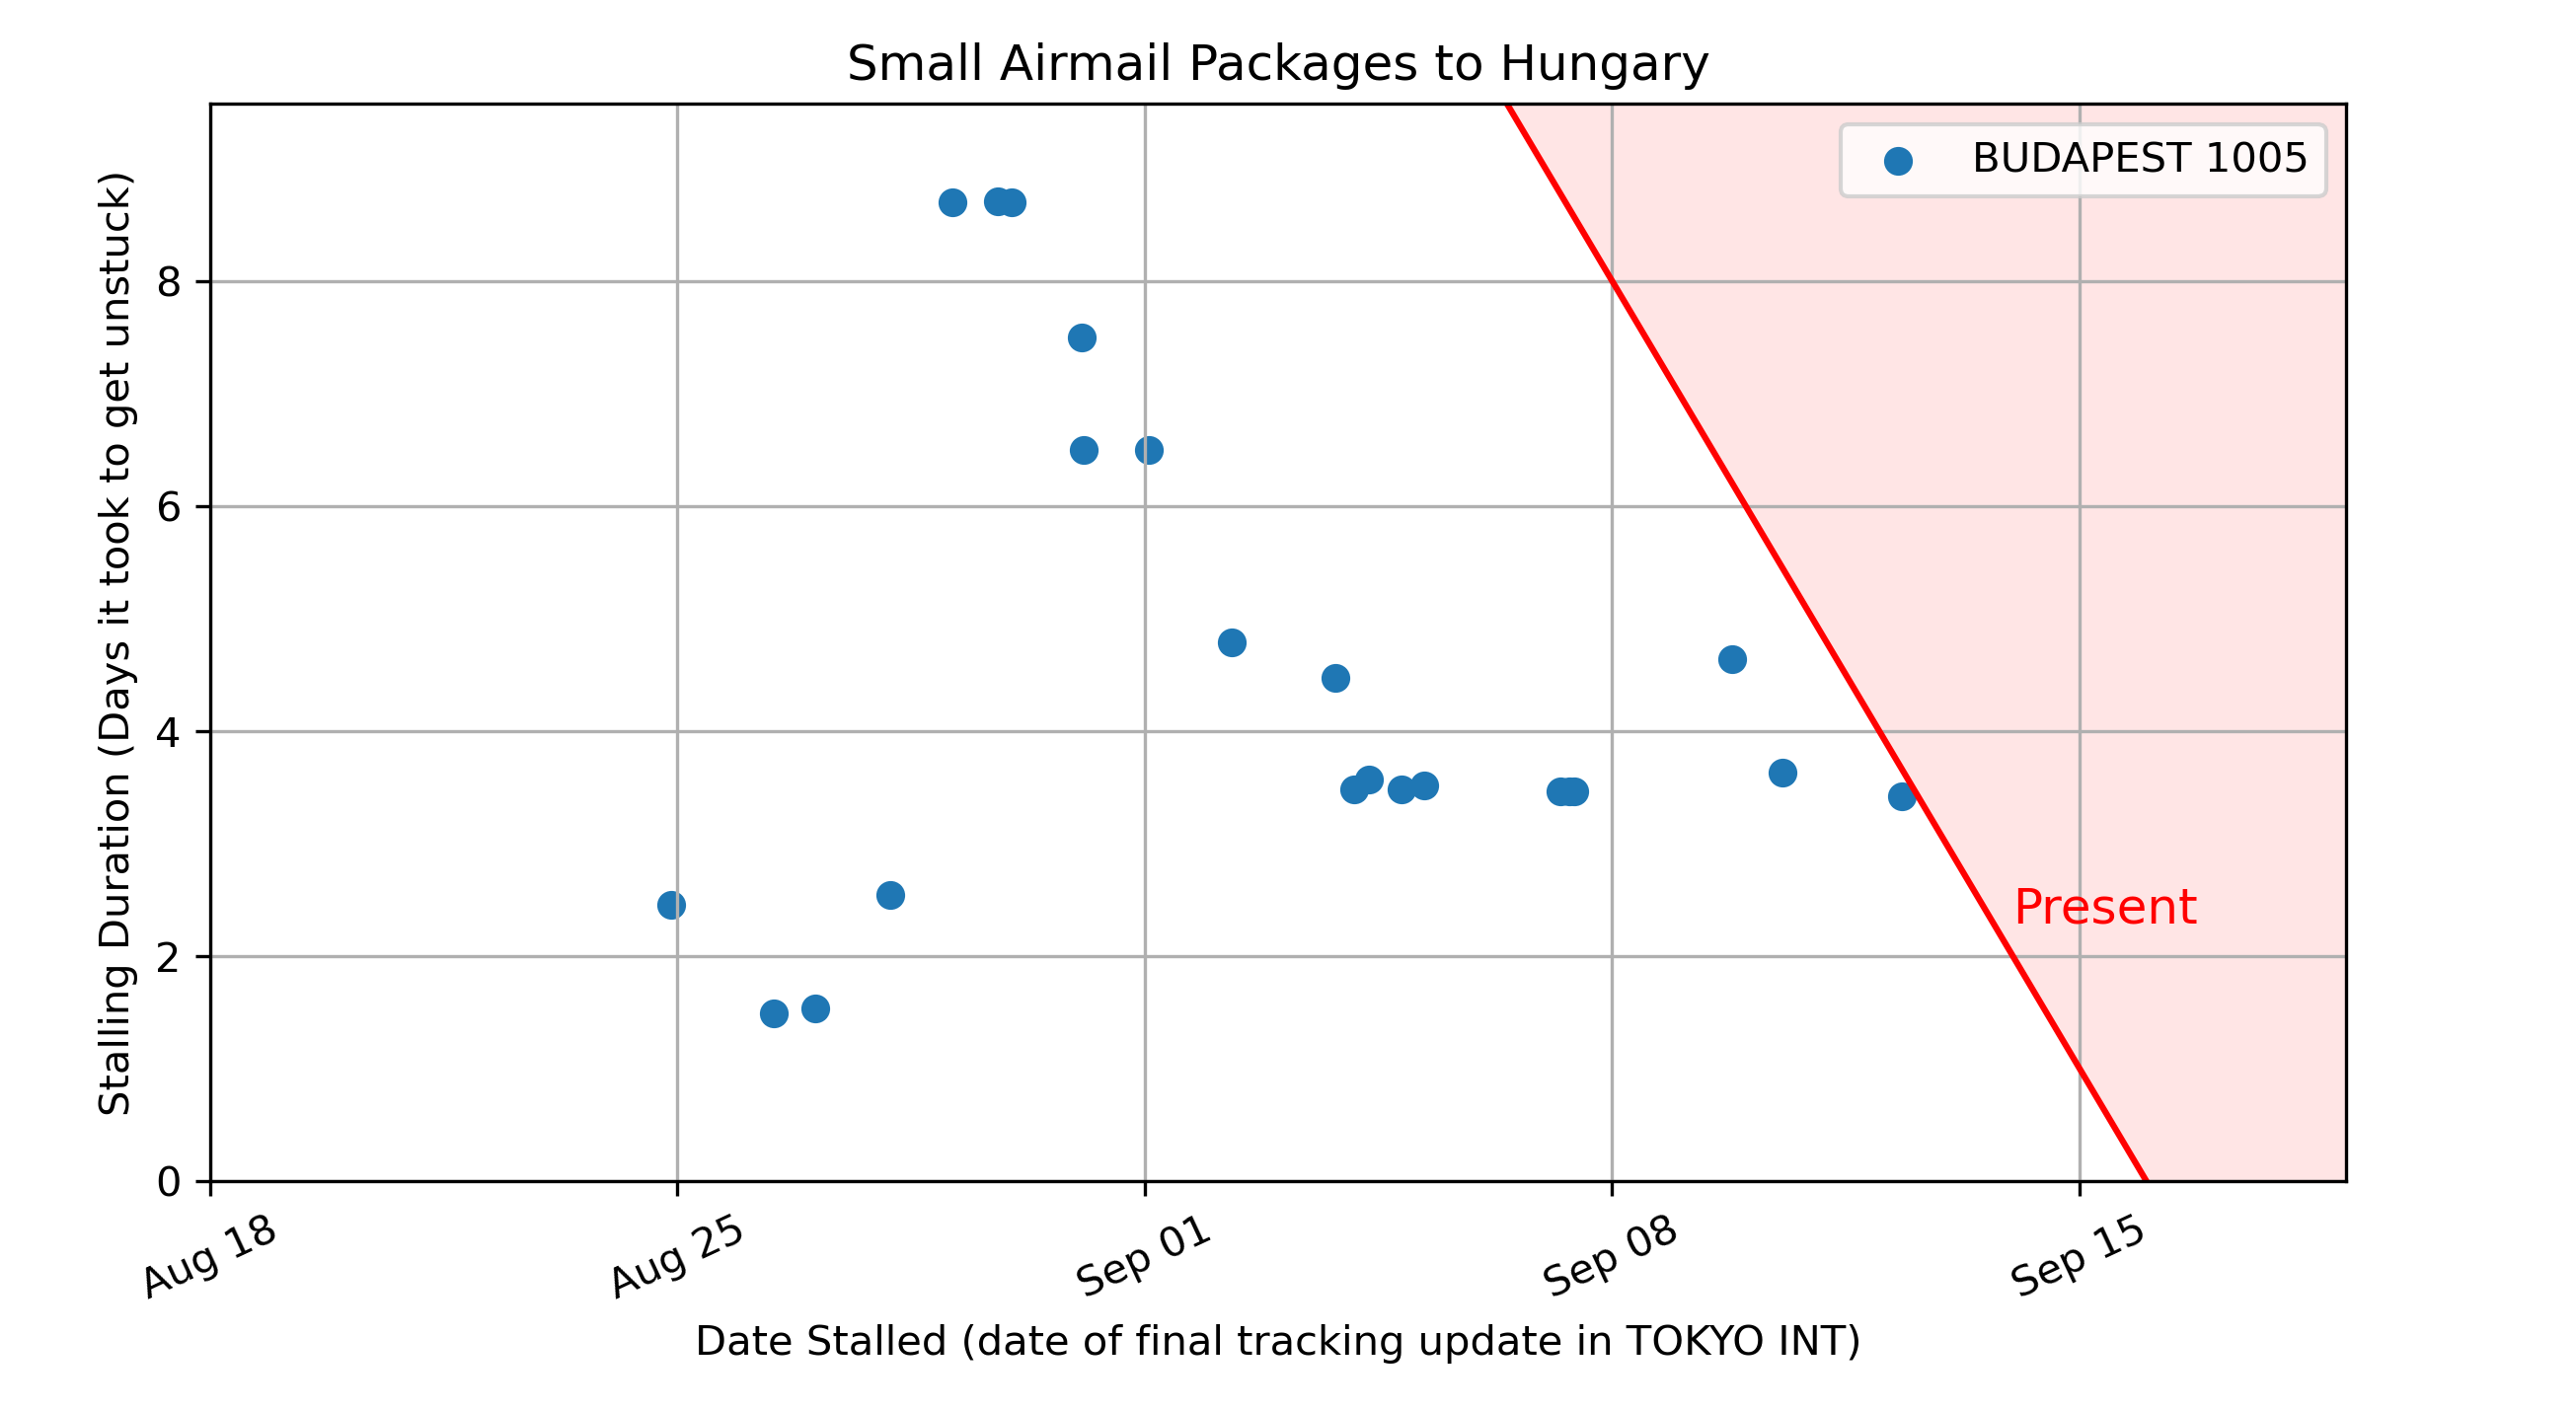 Small Airmail Packages to Hungary
BUDAPEST 1005
Stalling Duration (Days it took to get unstuck)
8
6
4
2
0
Present
Aug 18
Aug 25
Sep 01
Sep 08
Sep 15
Date Stalled (date of final tracking update in TOKYO INT)